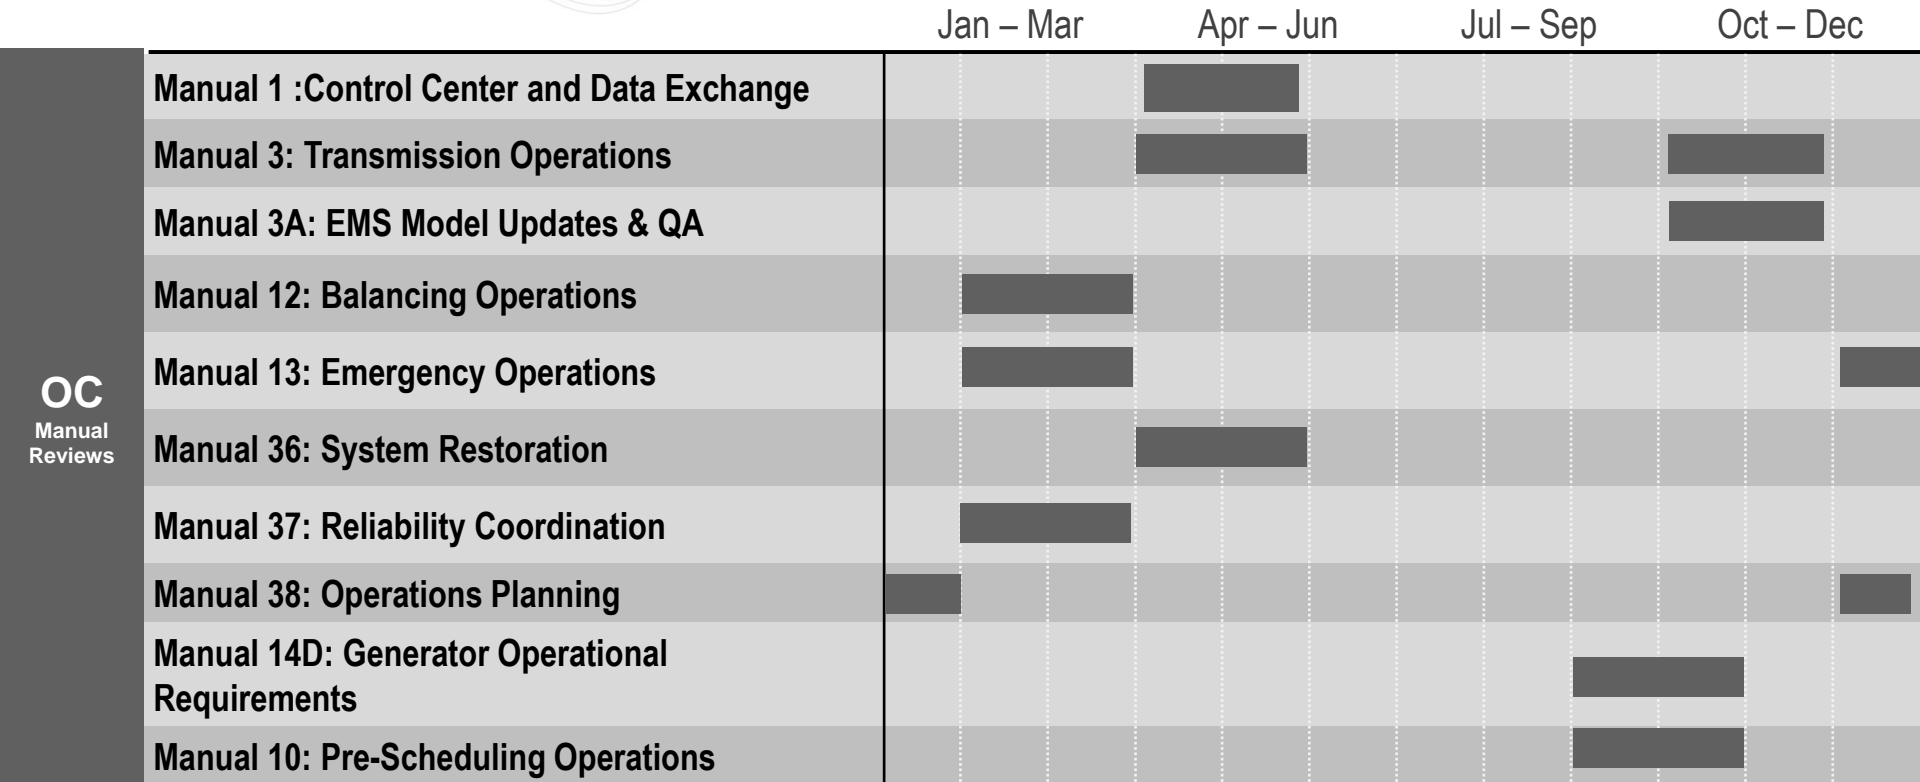 Jan – Mar Apr – Jun Jul – Sep Oct – Dec
OC
Manual
Reviews
Manual 1 :Control Center and Data Exchange
Manual 3: Transmission Operations
Manual 3A: EMS Model Updates & QA
Manual 12: Balancing Operations
Manual 13: Emergency Operations
Manual 36: System Restoration
Manual 37: Reliability Coordination
Manual 38: Operations Planning
Manual 14D: Generator Operational
Requirements
Manual 10: Pre-Scheduling Operations